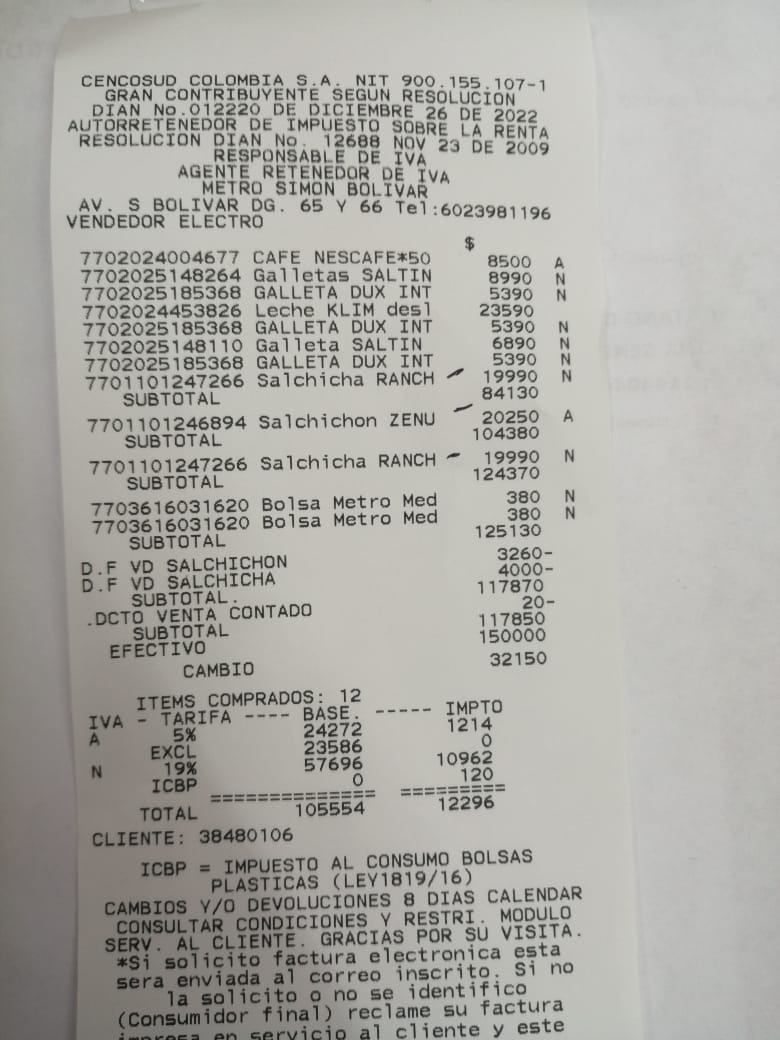 CENCOSUD COLOMBIA S.A. NIT 900.155.107-1
GRAN CONTRIBUYENTE SEGUN RESOLUCION
DIAN No.012220 DE DICIEMBRE 26 DE 2022
AUTORRETENEDOR DE IMPUESTO SOBRE LA RENTA
RESOLUCION DIAN No. 12688 NOV 23 DE 2009
RESPONSABLE DE IVA
AGENTE RETENEDOR DE IVA
METRO SIMON BOLIVAR
AV. S BOLIVAR DG. 65 Y 66 Tel:6023981196
VENDEDOR ELECTRO
$
7702024004677 CAFE NESCAFE*50 8500 A
7702025148264 Galletas SALTIN 8990 N
7702025185368 GALLETA DUX INT 5390 N
7702024453826 Leche KLIM desl 23590
7702025185368 GALLETA DUX INT 5390 N
7702025148110 Galleta SALTIN 6890 N
7702025185368 GALLETA DUX INT 5390 N
7701101247266 Salchicha RANCH 19990 N
SUBTOTAL 84130
7701101246894 Salchichon ZENU 20250 A
SUBTOTAL 104380
7701101247266 Salchicha RANCH 19990 N
SUBTOTAL 124370
7703616031620 Bolsa Metro Med 380 N
7703616031620 Bolsa Metro Med 380 N
SUBTOTAL 125130
D.F VD SALCHICHON 3260-
D.F VD SALCHICHA 4000-
SUBTOTAL. 117870
.DCTO VENTA CONTADO 20-
SUBTOTAL 117850
EFECTIVO 150000
CAMBIO 32150
ITEMS COMPRADOS: 12
IVA - TARIFA ---- BASE. ----- IMPTO
A 5% 24272 1214
EXCL 23586 0
N 19% 57696 10962
ICBP 0 120
============== =========
TOTAL 105554 12296
CLIENTE: 38480106
ICBP = IMPUESTO AL CONSUMO BOLSAS
PLASTICAS (LEY1819/16)
CAMBIOS Y/O DEVOLUCIONES 8 DIAS CALENDAR
CONSULTAR CONDICIONES Y RESTRI. MODULO
SERV. AL CLIENTE. GRACIAS POR SU VISITA.
*Si solicito factura electronica esta
sera enviada al correo inscrito. Si no
la solicito o no se identifico
(Consumidor final) reclame su factura
impresa en servicio al cliente y este